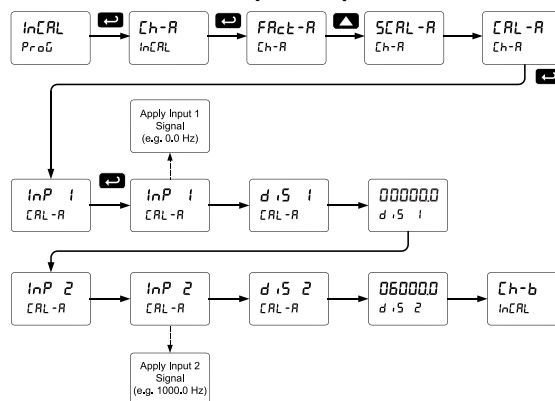 InCAL
ProG
Ch-A
InCAL
FAct-A
Ch-A
SCAL-A
Ch-A
CAL-A
Ch-A
Apply Input 1
Signal
(e.g. 0.0 Hz)
InP 1
CAL-A
InP 1
CAL-A
diS 1
CAL-A
00000.0
diS 1
InP 2
CAL-A
InP 2
CAL-A
diS 2
CAL-A
06000.0
diS 2
Ch-b
InCAL
Apply Input 2
Signal
(e.g. 1000.0 Hz)